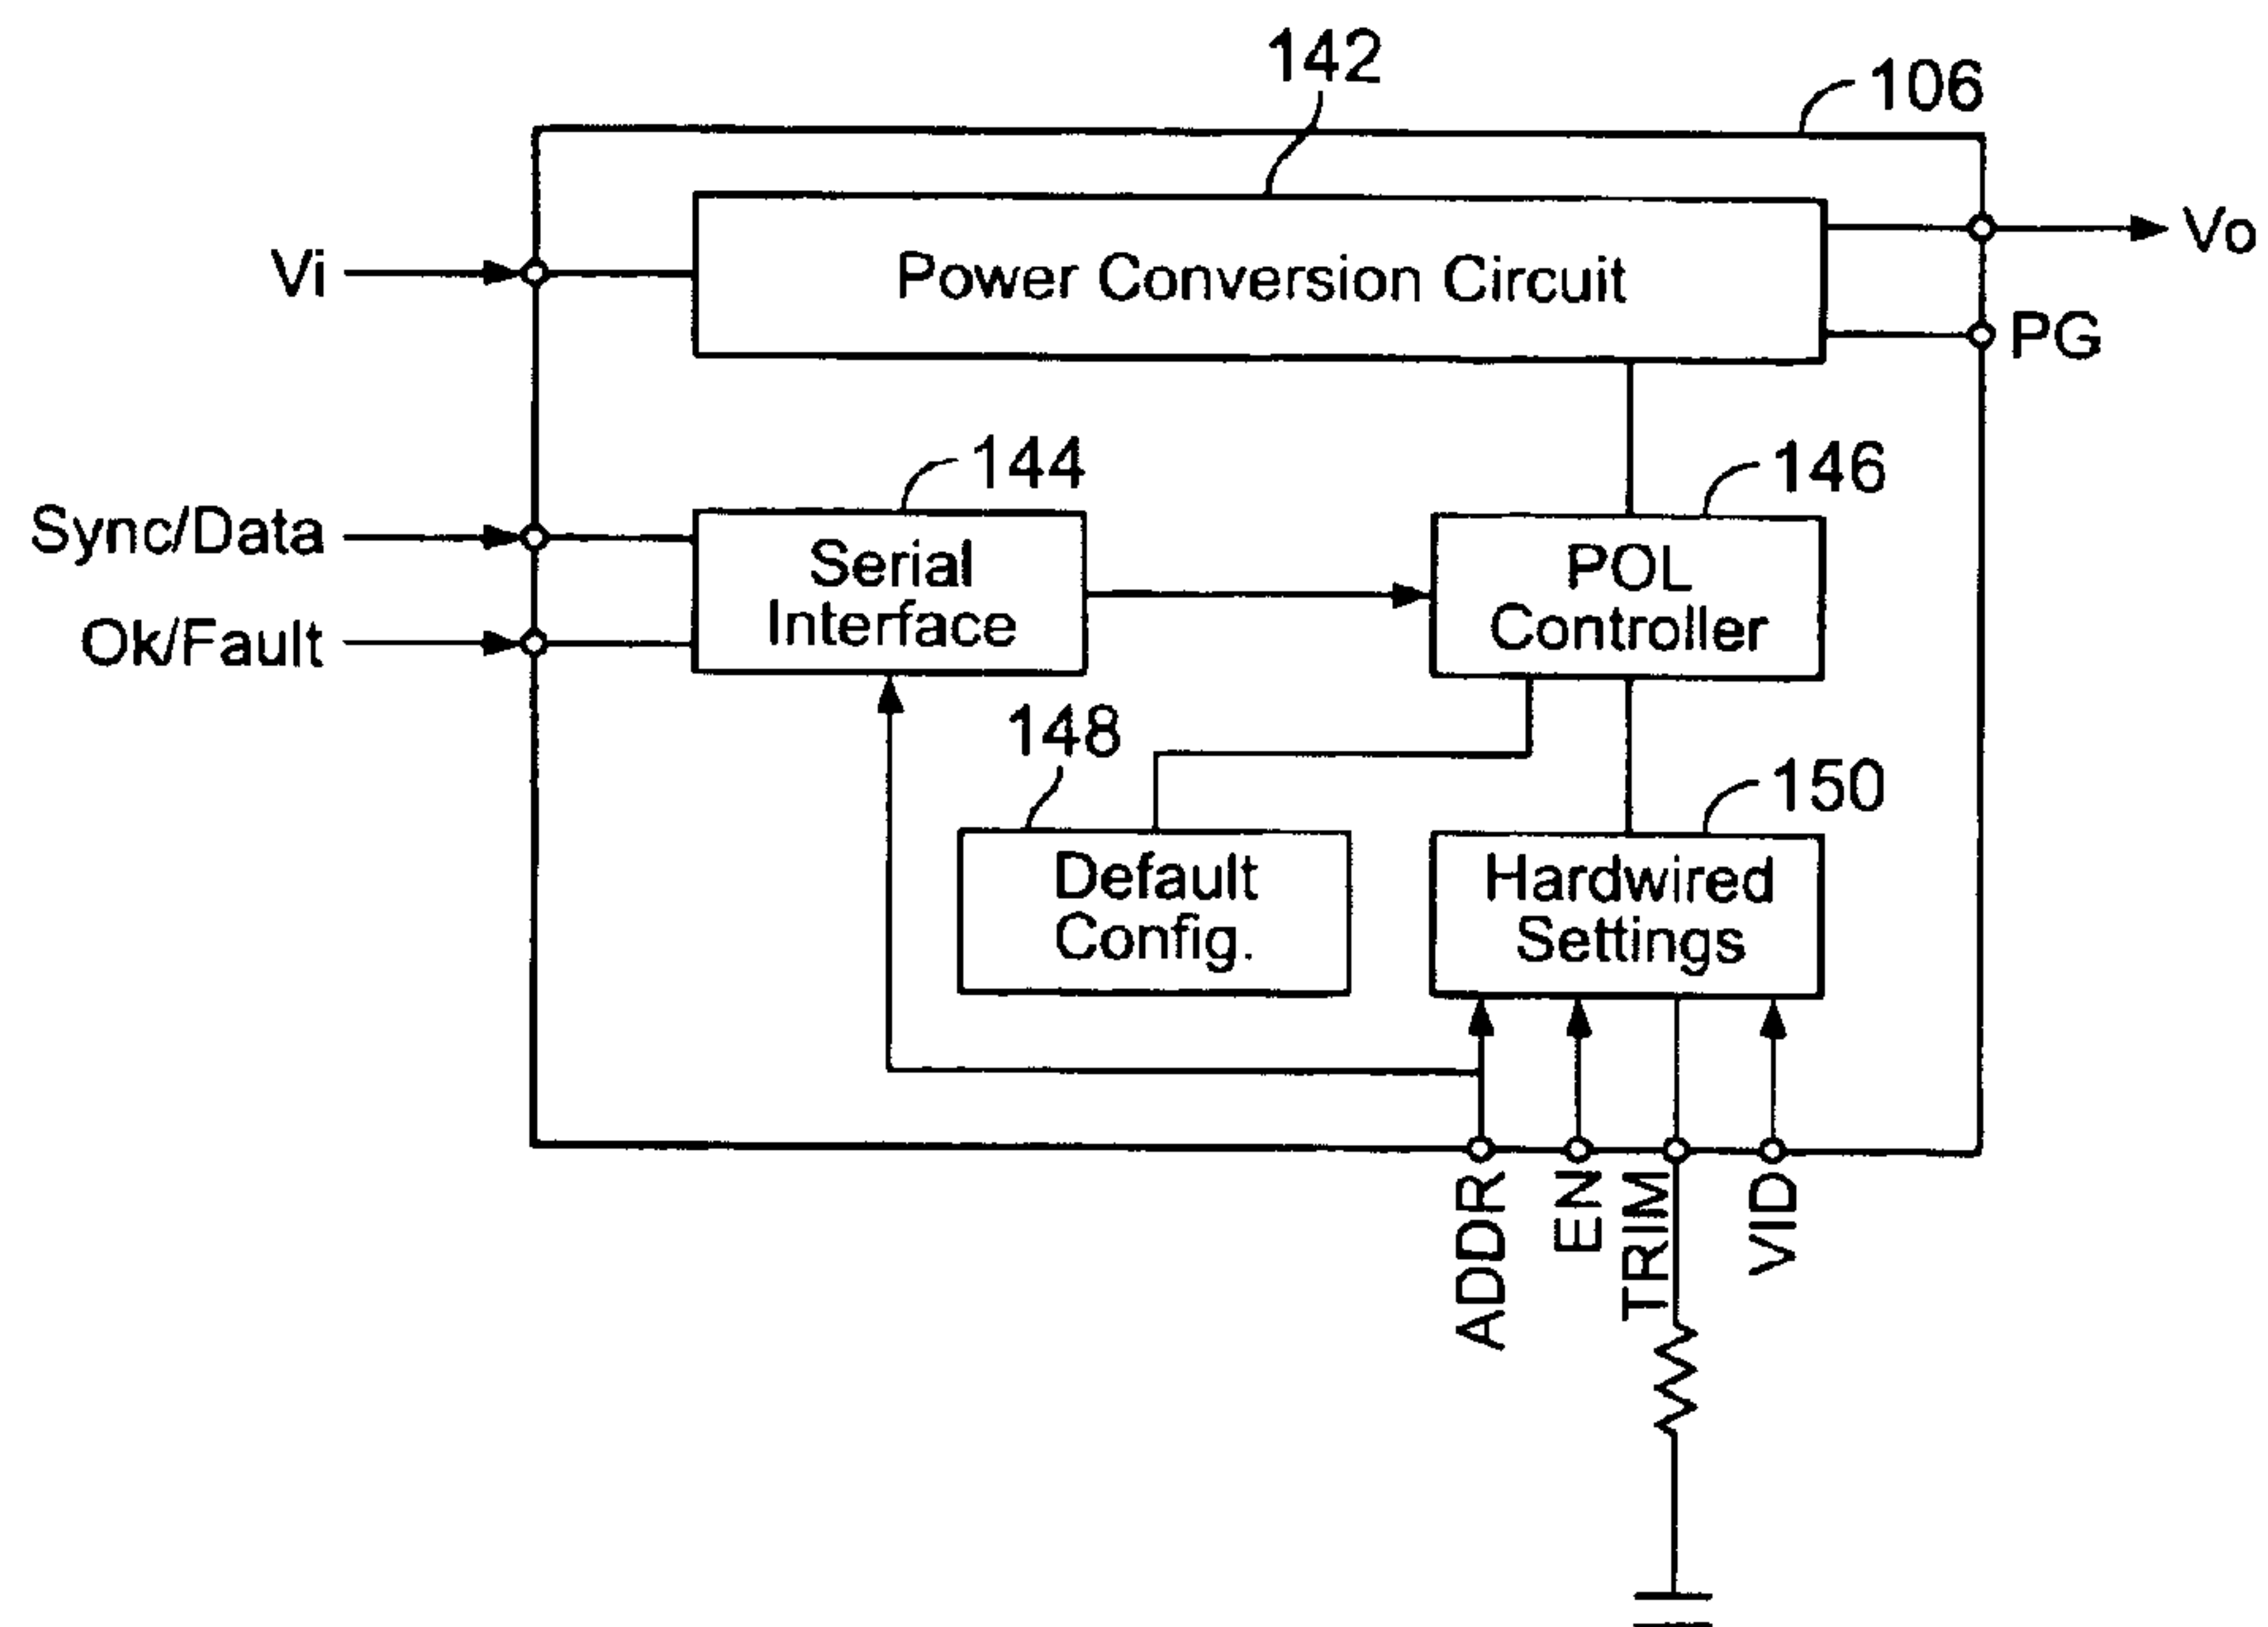 142
106
Vi
Power Conversion Circuit
Vo
PG
144
146
Sync/Data
Serial
Interface
POL
Controller
Ok/Fault
148
150
Default
Config.
Hardwired
Settings
ADDR
EN
TRIM
VID